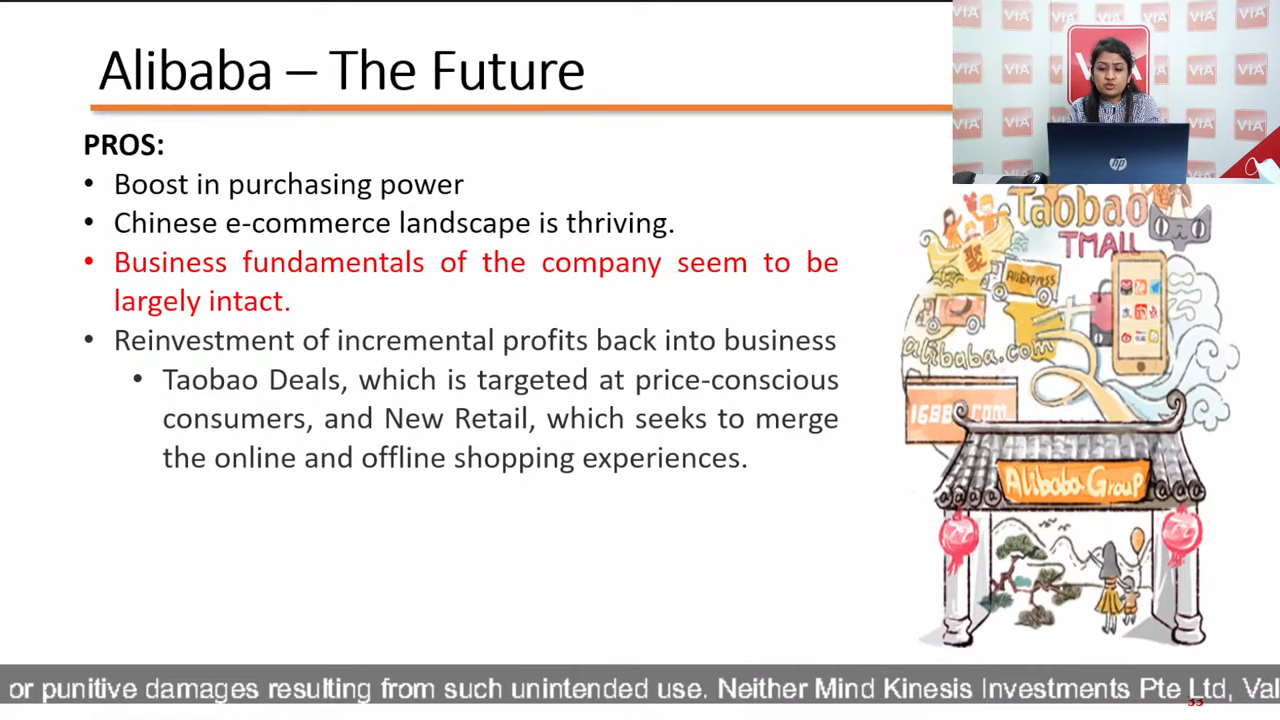 Alibaba – The Future
PROS:
• Boost in purchasing power
• Chinese e-commerce landscape is thriving.
• Business fundamentals of the company seem to be
largely intact.
• Reinvestment of incremental profits back into business
• Taobao Deals, which is targeted at price-conscious
consumers, and New Retail, which seeks to merge
the online and offline shopping experiences.
VIA
hp
Taobao
TMALL
AliExpress
alibaba.com
1688.com
Alibaba Group
or punitive damages resulting from such unintended use. Neither Mind Kinesis Investments Pte Ltd, Val
33